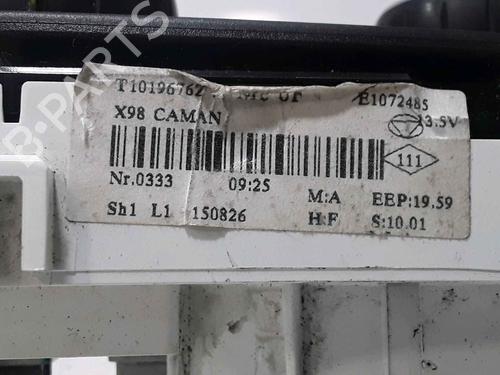 T10196762
E1072485
X98 CAMAN
13.5V
111
Nr.0333 09:25 M:A EEP:19.59
Sh1 L1 150826 H:F S:10.01
B-PARTS